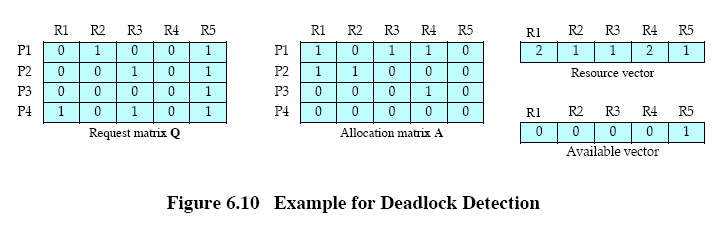 R1 R2 R3 R4 R5
P1 0 1 0 0 1
P2 0 0 1 0 1
P3 0 0 0 0 1
P4 1 0 1 0 1
Request matrix Q
R1 R2 R3 R4 R5
P1 1 0 1 1 0
P2 1 1 0 0 0
P3 0 0 0 1 0
P4 0 0 0 0 0
Allocation matrix A
R1 R2 R3 R4 R5
2 1 1 2 1
Resource vector
R1 R2 R3 R4 R5
0 0 0 0 1
Available vector
Figure 6.10 Example for Deadlock Detection